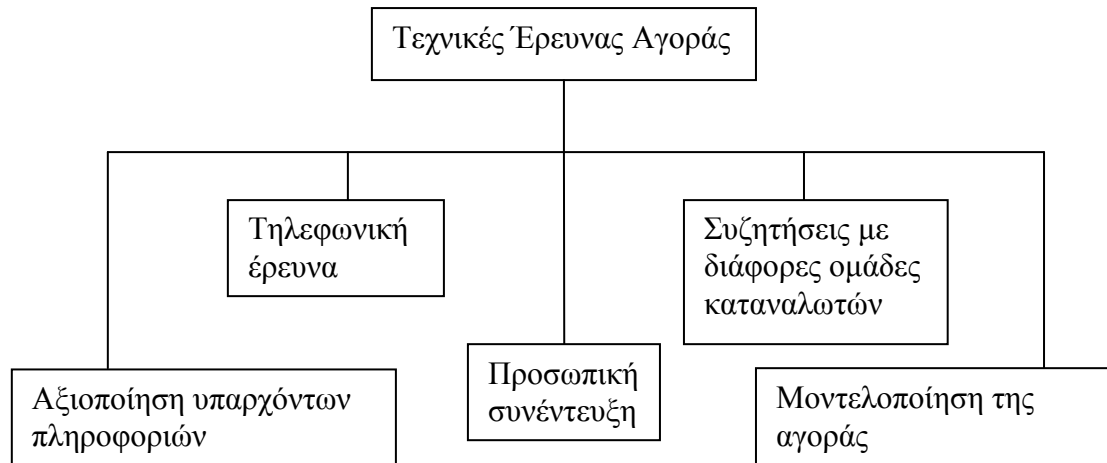 Τεχνικές Έρευνας Αγοράς
Τηλεφωνική
έρευνα
Συζητήσεις με
διάφορες ομάδες
καταναλωτών
Αξιοποίηση υπαρχόντων
πληροφοριών
Προσωπική
συνέντευξη
Μοντελοποίηση της
αγοράς